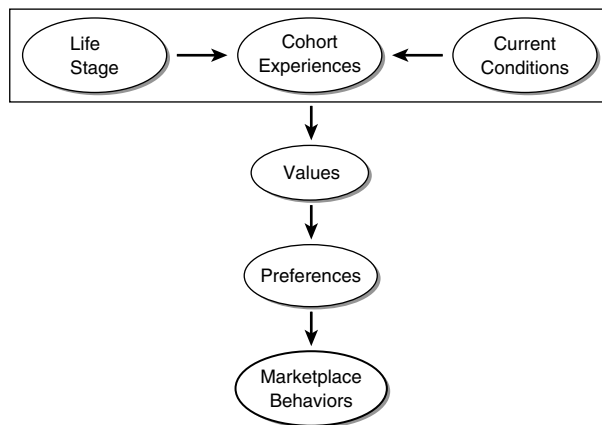 Life
Stage
Cohort
Experiences
Current
Conditions
Values
Preferences
Marketplace
Behaviors